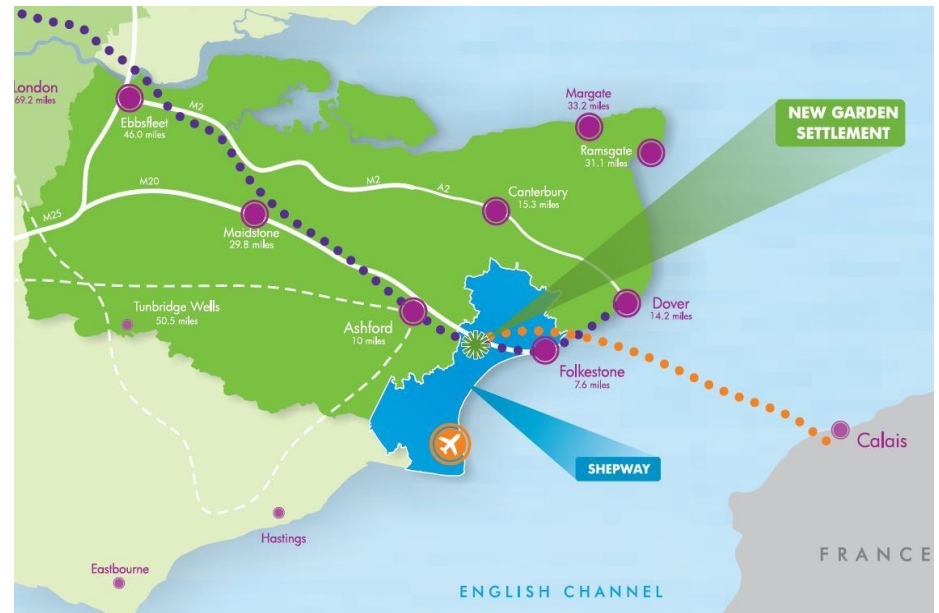 London
69.2 miles
Ebbsfleet
46.0 miles
M2
Margate
33.2 miles
NEW GARDEN
SETTLEMENT
Ramsgate
31.1 miles
M20
M2
A2
M25
Canterbury
15.3 miles
Maidstone
29.8 miles
Tunbridge Wells
50.5 miles
Ashford
10 miles
Dover
14.2 miles
Folkestone
7.6 miles
Calais
SHEPWAY
Hastings
FRANCE
Eastbourne
ENGLISH CHANNEL